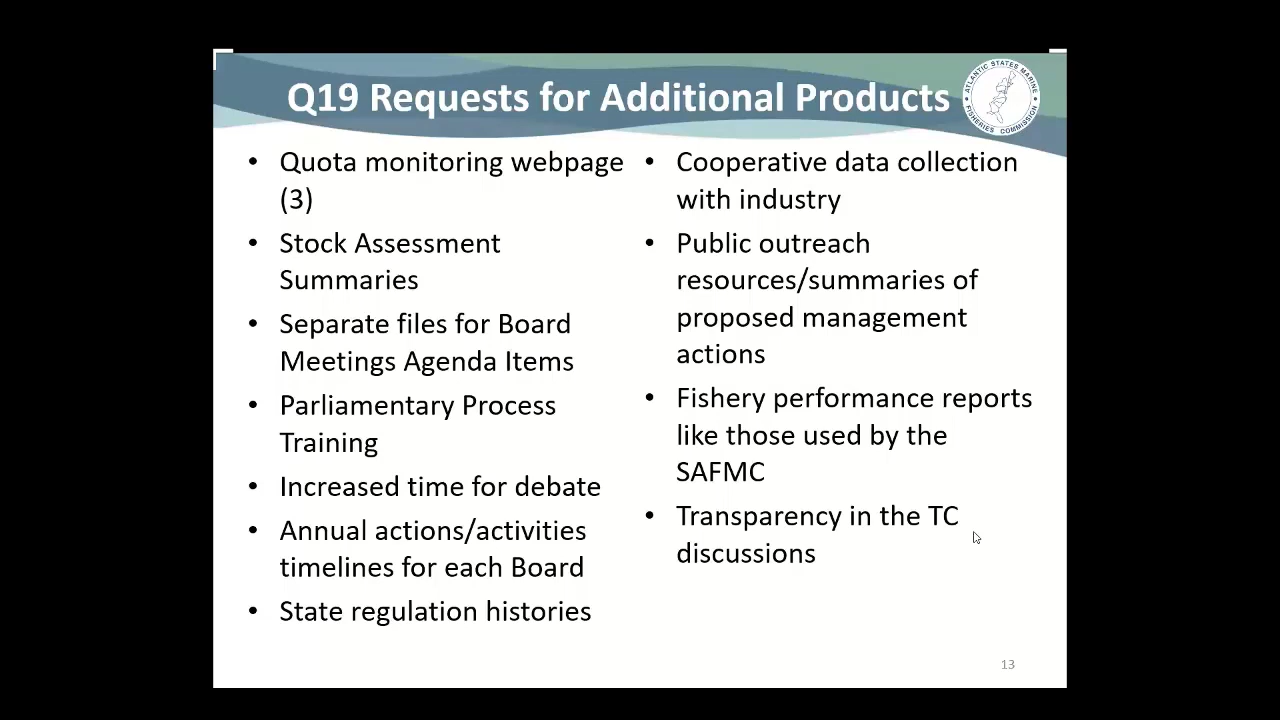 Q19 Requests for Additional Products
ATLANTIC STATES MARINE
FISHERIES COMMISSION
• Quota monitoring webpage
(3)
• Stock Assessment
Summaries
• Separate files for Board
Meetings Agenda Items
• Parliamentary Process
Training
• Increased time for debate
• Annual actions/activities
timelines for each Board
• State regulation histories
• Cooperative data collection
with industry
• Public outreach
resources/summaries of
proposed management
actions
• Fishery performance reports
like those used by the
SAFMC
• Transparency in the TC
discussions
13